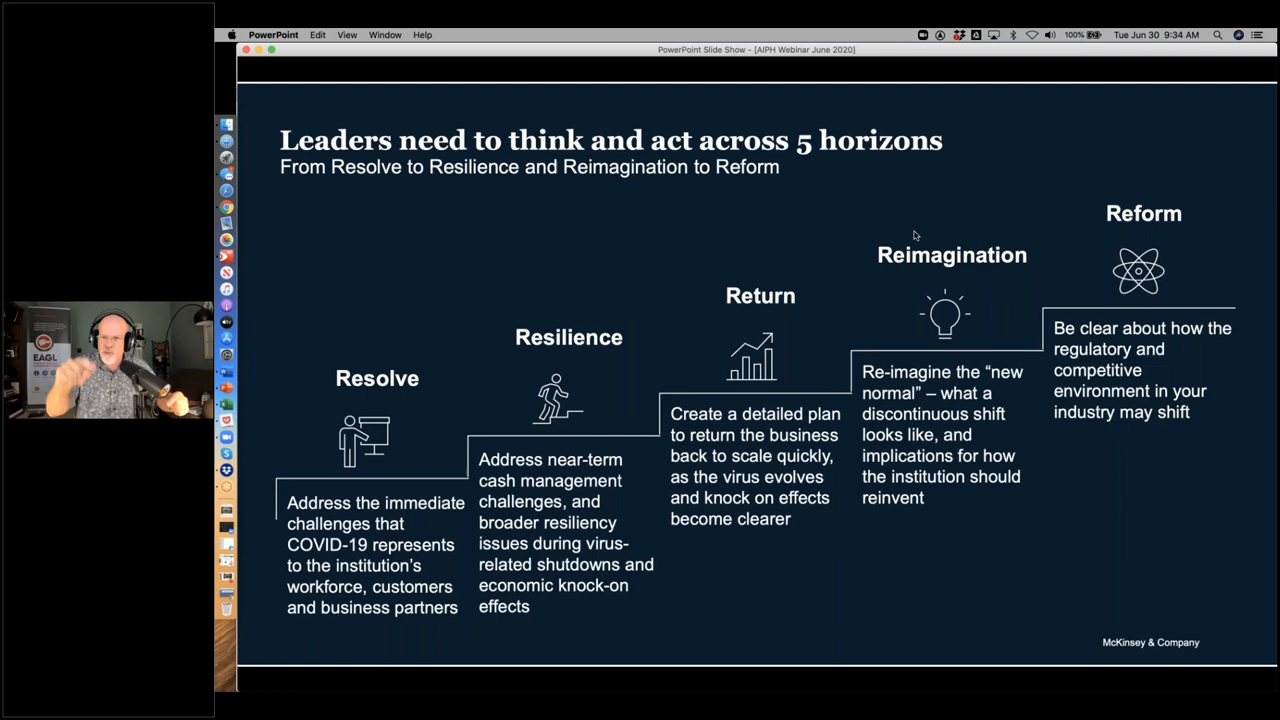 PowerPoint Edit View Window Help
100% Tue Jun 30 9:34 AM
PowerPoint Slide Show - [AIPH Webinar June 2020]
Leaders need to think and act across 5 horizons
From Resolve to Resilience and Reimagination to Reform
Resolve
Address the immediate
challenges that
COVID-19 represents
to the institution's
workforce, customers
and business partners
Resilience
Address near-term
cash management
challenges, and
broader resiliency
issues during virus-
related shutdowns and
economic knock-on
effects
Return
Create a detailed plan
to return the business
back to scale quickly,
as the virus evolves
and knock on effects
become clearer
Reimagination
Re-imagine the “new
normal” – what a
discontinuous shift
looks like, and
implications for how
the institution should
reinvent
Reform
Be clear about how the
regulatory and
competitive
environment in your
industry may shift
McKinsey & Company
EAGL